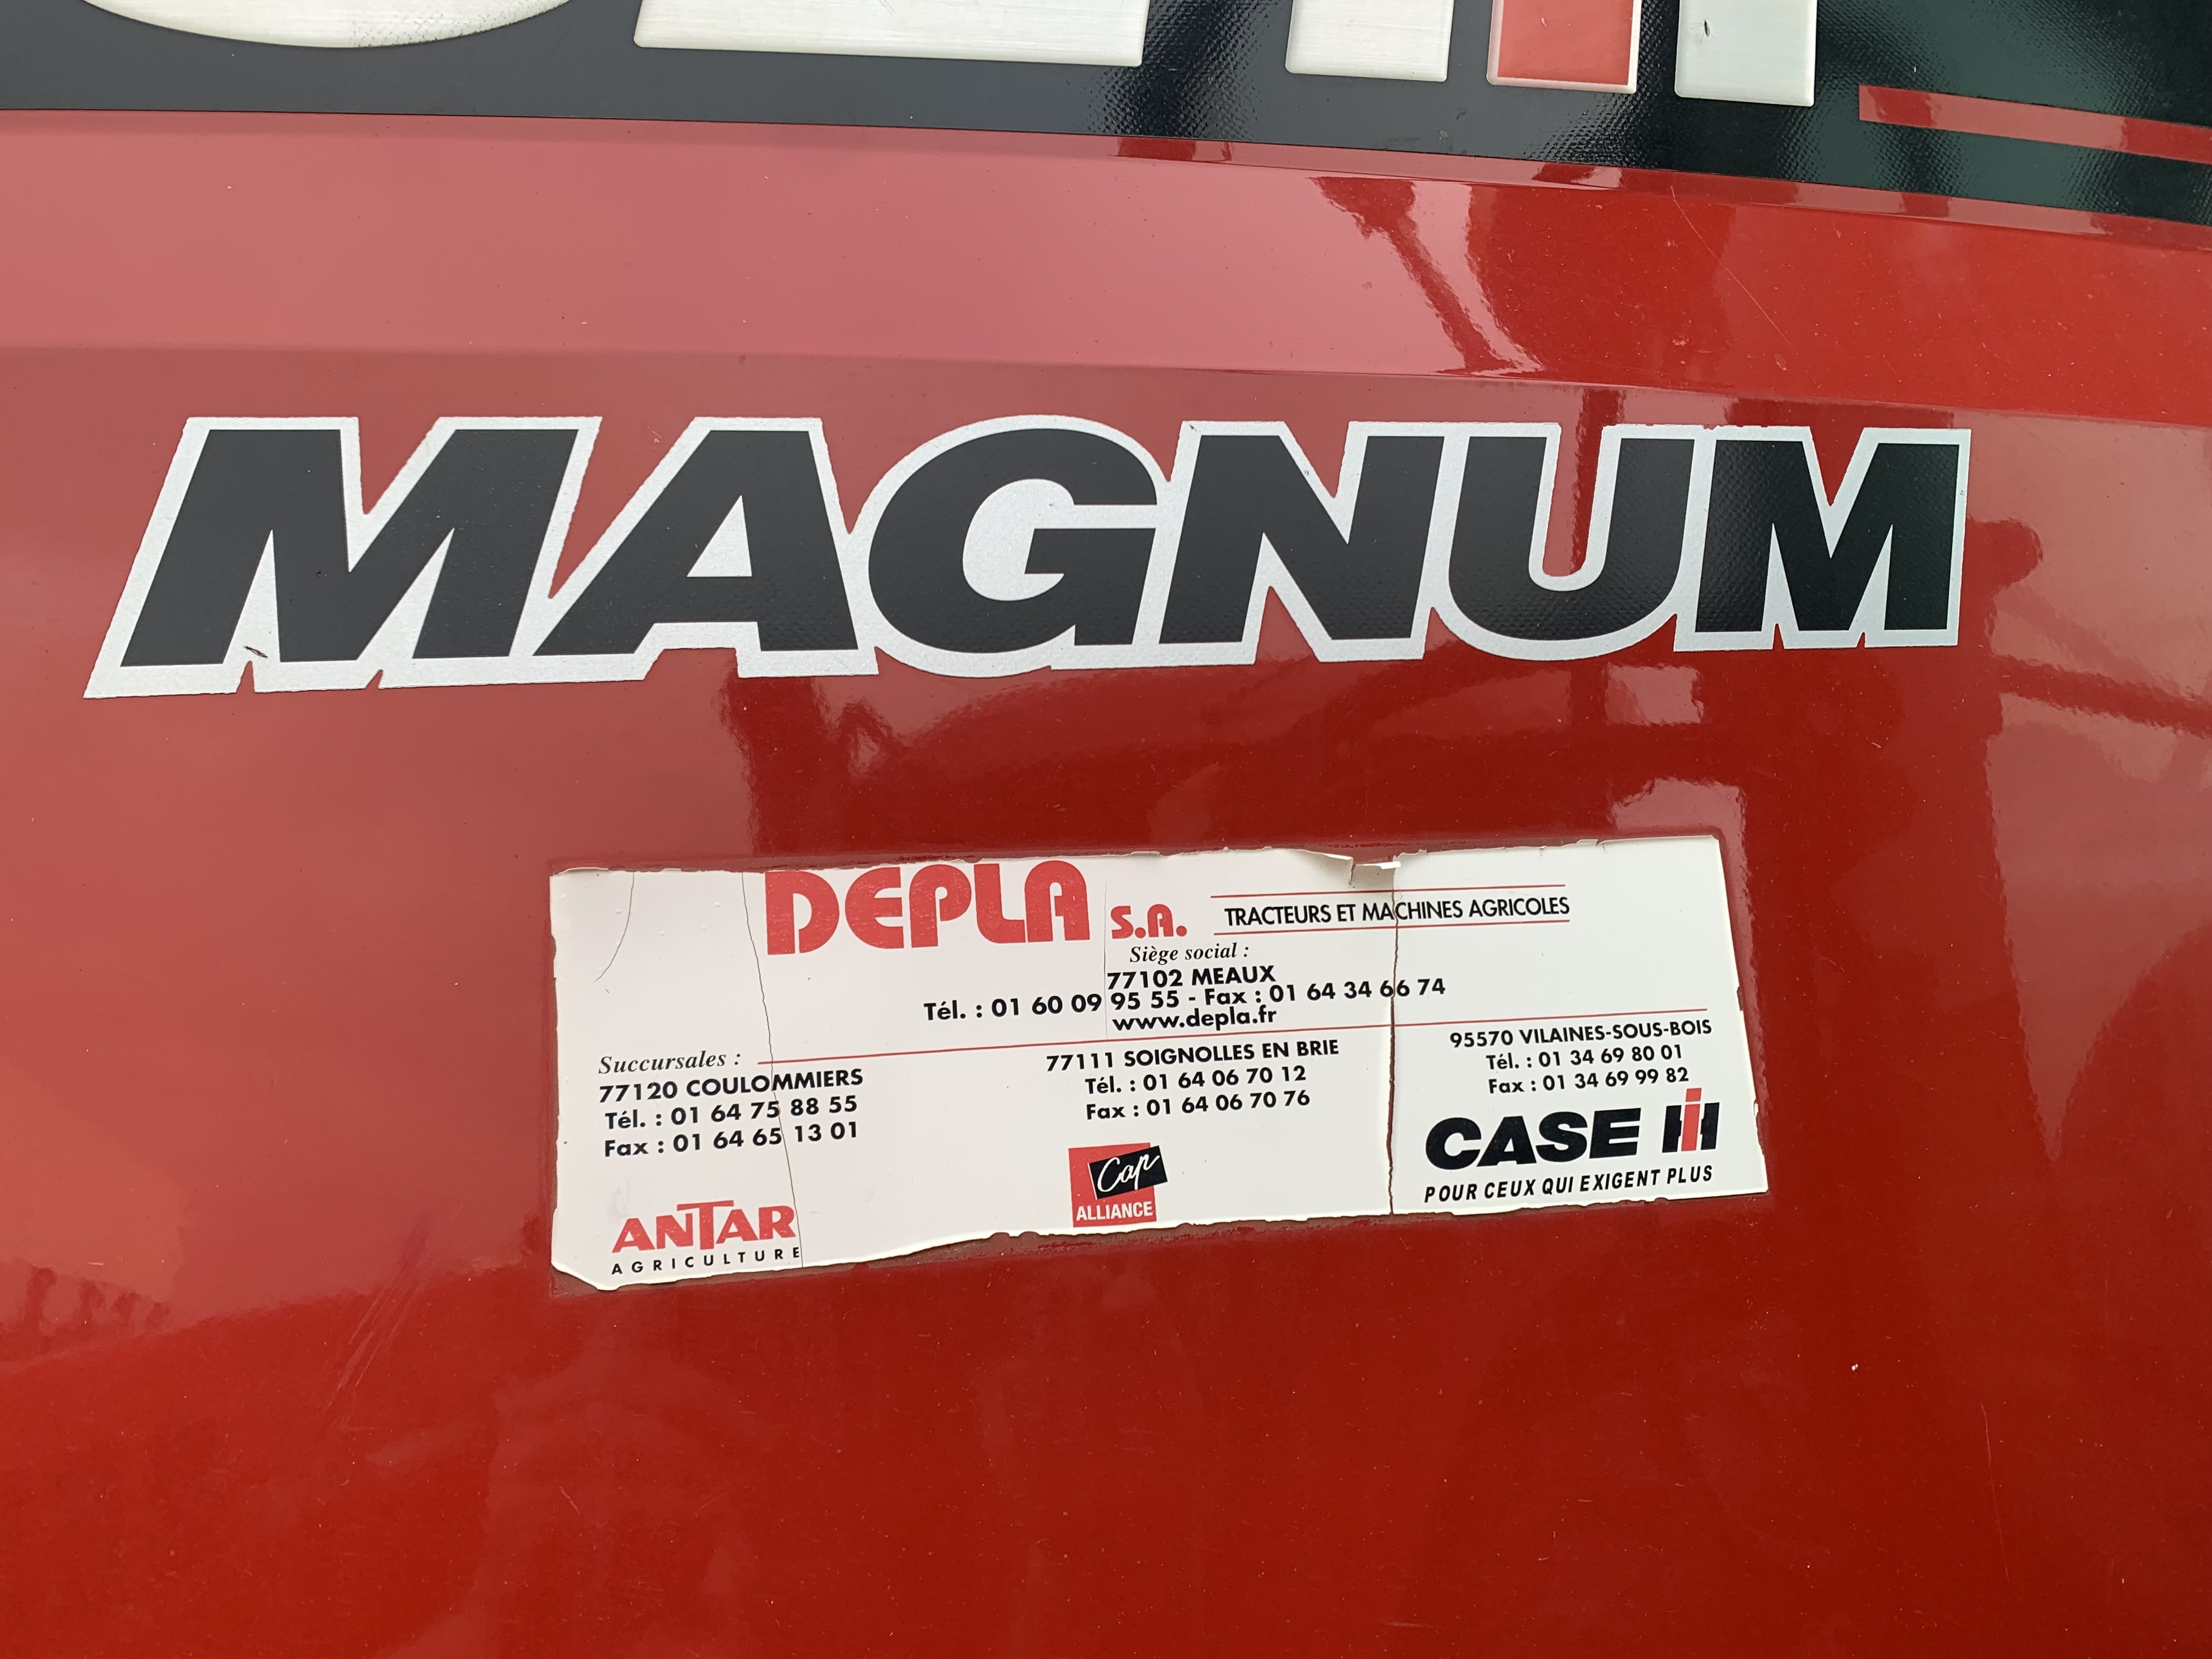 MAGNUM
DEPLA S.A. TRACTEURS ET MACHINES AGRICOLES
Siège social :
77102 MEAUX
Tél. : 01 60 09 95 55 - Fax : 01 64 34 66 74
www.depla.fr
Succursales :
77120 COULOMMIERS
Tél. : 01 64 75 88 55
Fax : 01 64 65 13 01
77111 SOIGNOLLES EN BRIE
Tél. : 01 64 06 70 12
Fax : 01 64 06 70 76
95570 VILAINES-SOUS-BOIS
Tél. : 01 34 69 80 01
Fax : 01 34 69 99 82
ANTAR
AGRICULTURE
Cap
ALLIANCE
CASE IH
POUR CEUX QUI EXIGENT PLUS